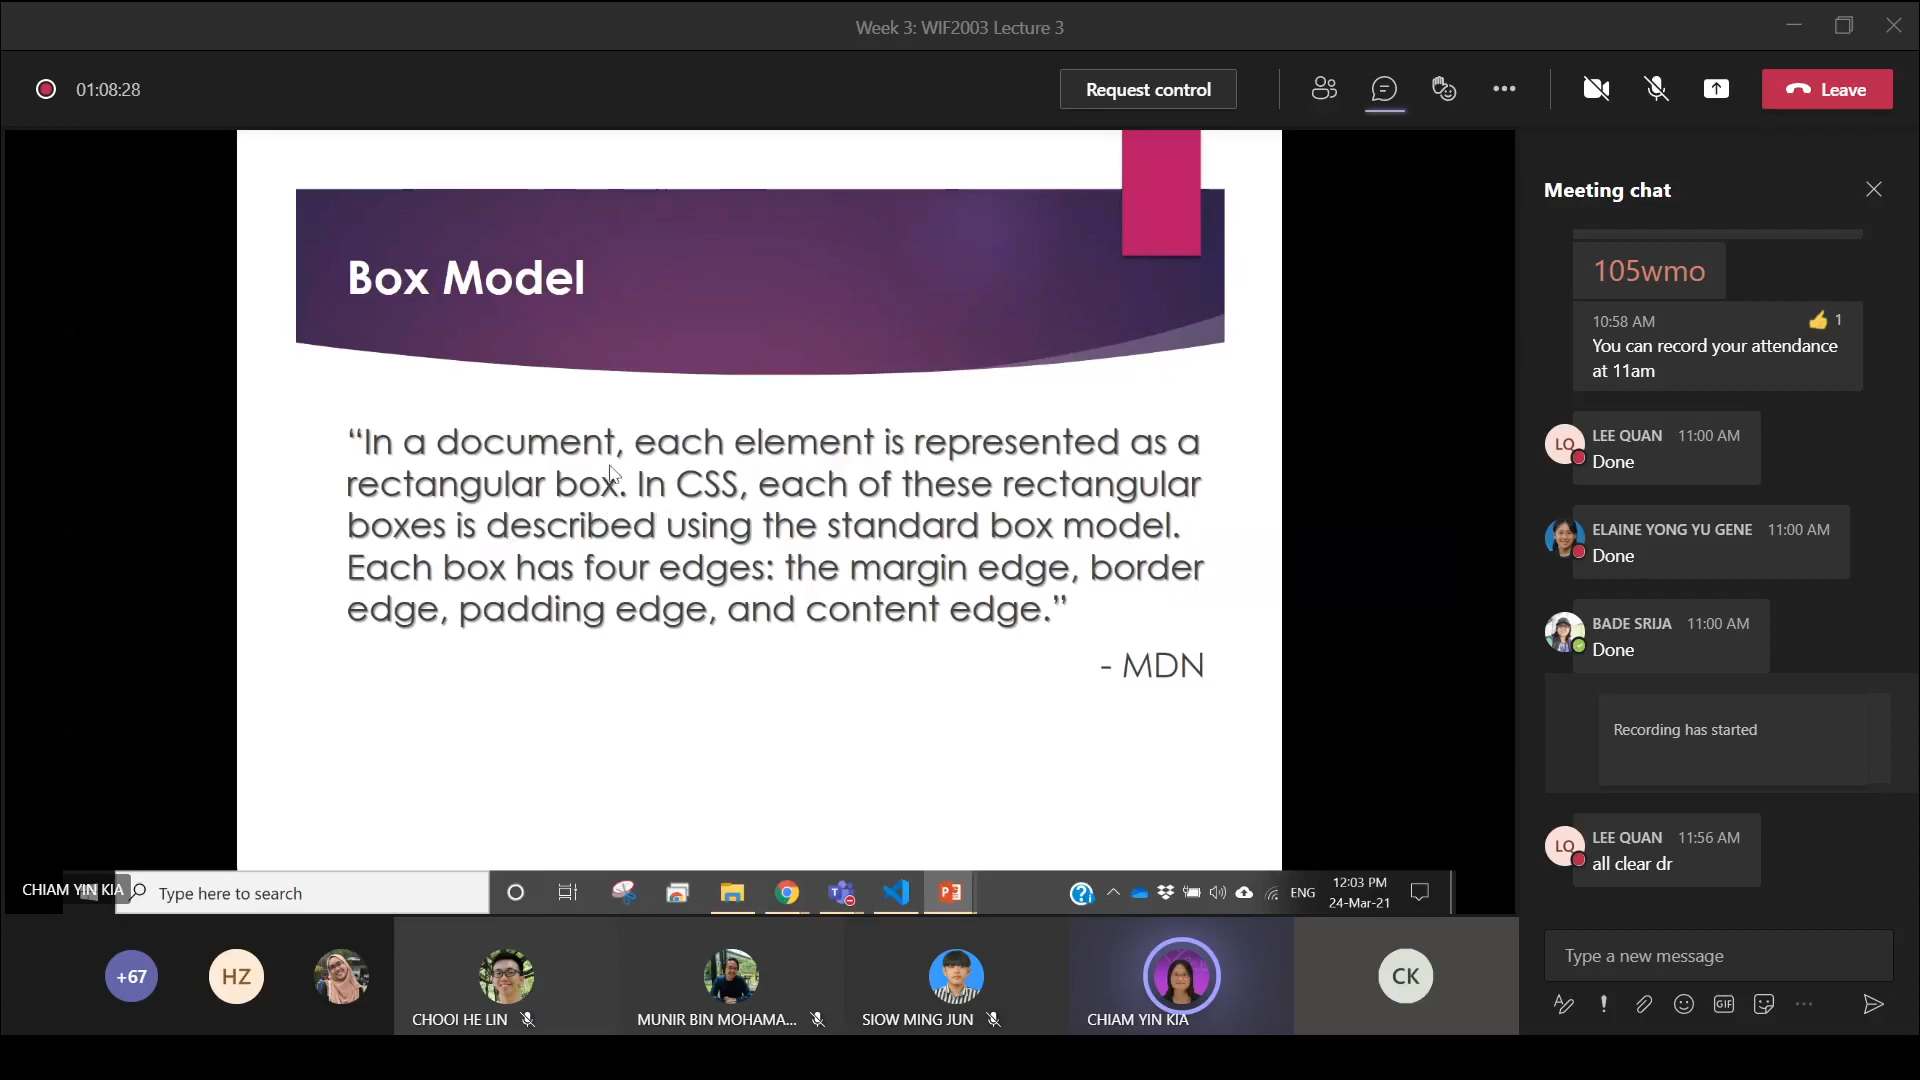 Week 3: WIF2003 Lecture 3
01:08:28
Request control
Leave
Box Model
“In a document, each element is represented as a
rectangular box. In CSS, each of these rectangular
boxes is described using the standard box model.
Each box has four edges: the margin edge, border
edge, padding edge, and content edge.”
- MDN
Meeting chat
105wmo
10:58 AM
1
You can record your attendance
at 11am
LQ
LEE QUAN 11:00 AM
Done
ELAINE YONG YU GENE 11:00 AM
Done
BADE SRIJA 11:00 AM
Done
Recording has started
LQ
LEE QUAN 11:56 AM
all clear dr
Type a new message
GIF
CHIAM YIN KIA
Type here to search
ENG
12:03 PM
24-Mar-21
+67
HZ
CHOOI HE LIN
MUNIR BIN MOHAMA...
SIOW MING JUN
CHIAM YIN KIA
CK